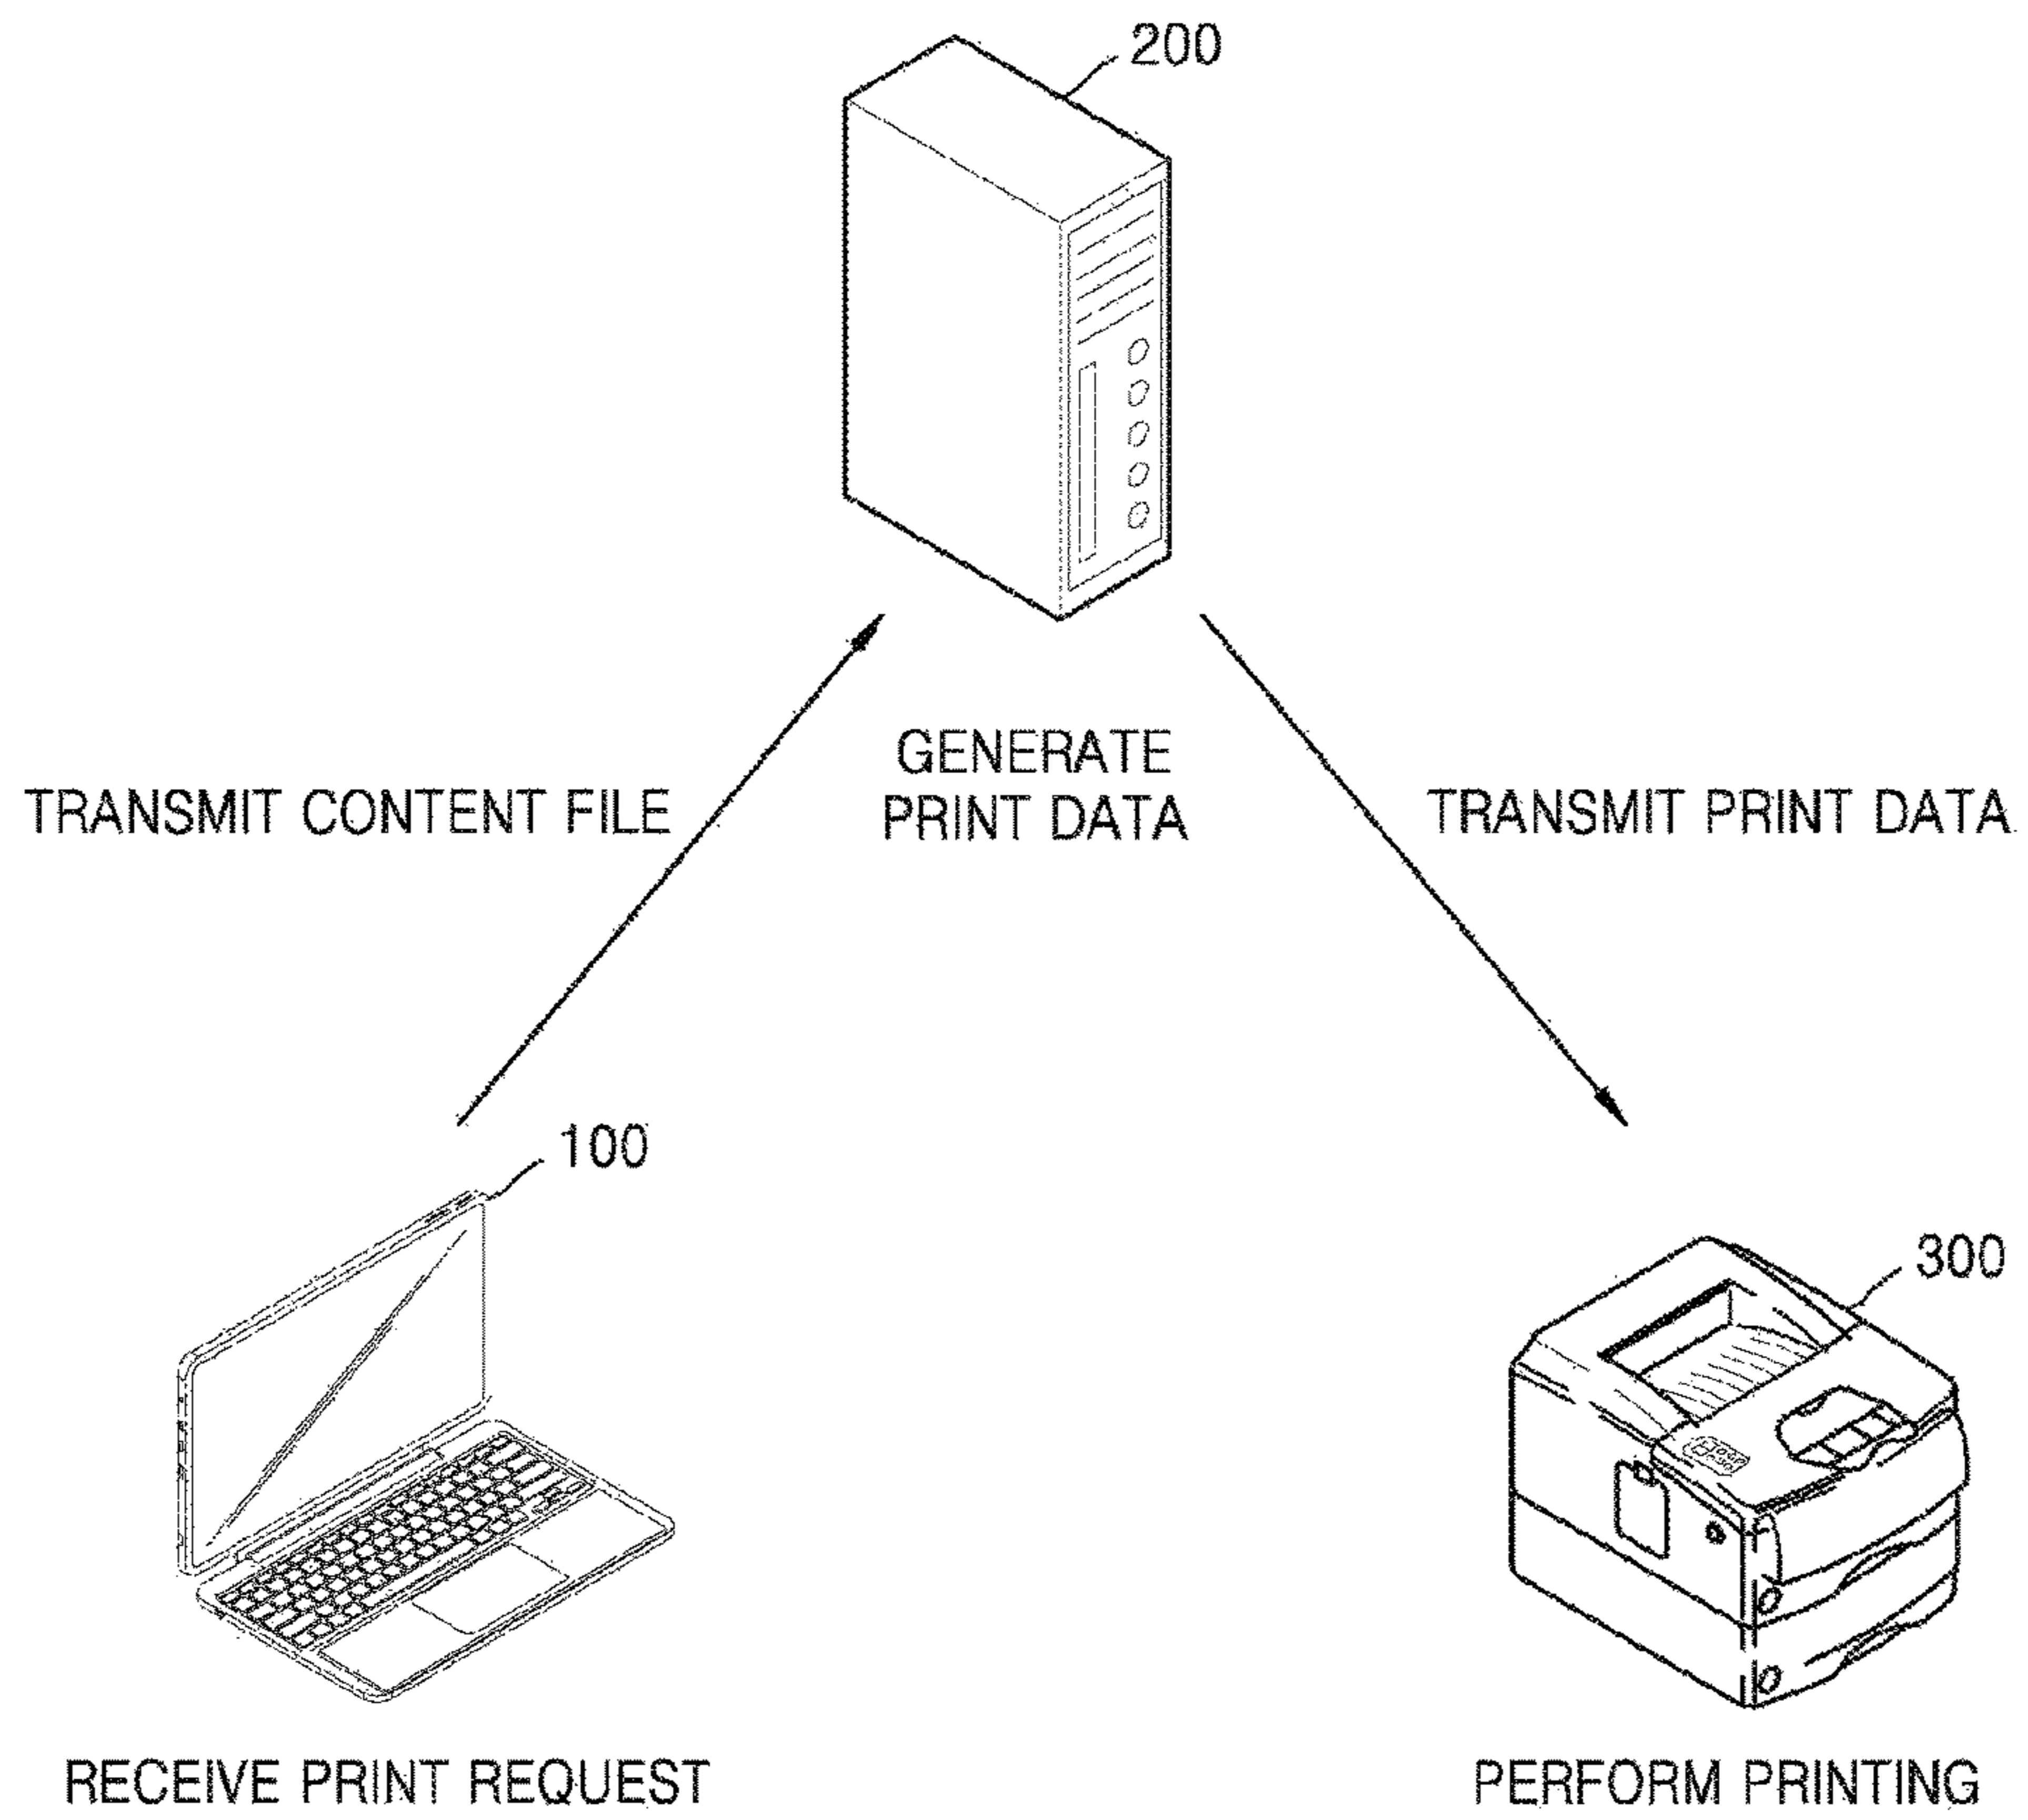 200
GENERATE
PRINT DATA
TRANSMIT CONTENT FILE
TRANSMIT PRINT DATA
100
300
RECEIVE PRINT REQUEST
PERFORM PRINTING